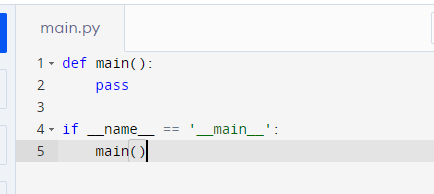 main.py
1 def main():
2     pass
3
4 if __name__ == '__main__':
5     main()